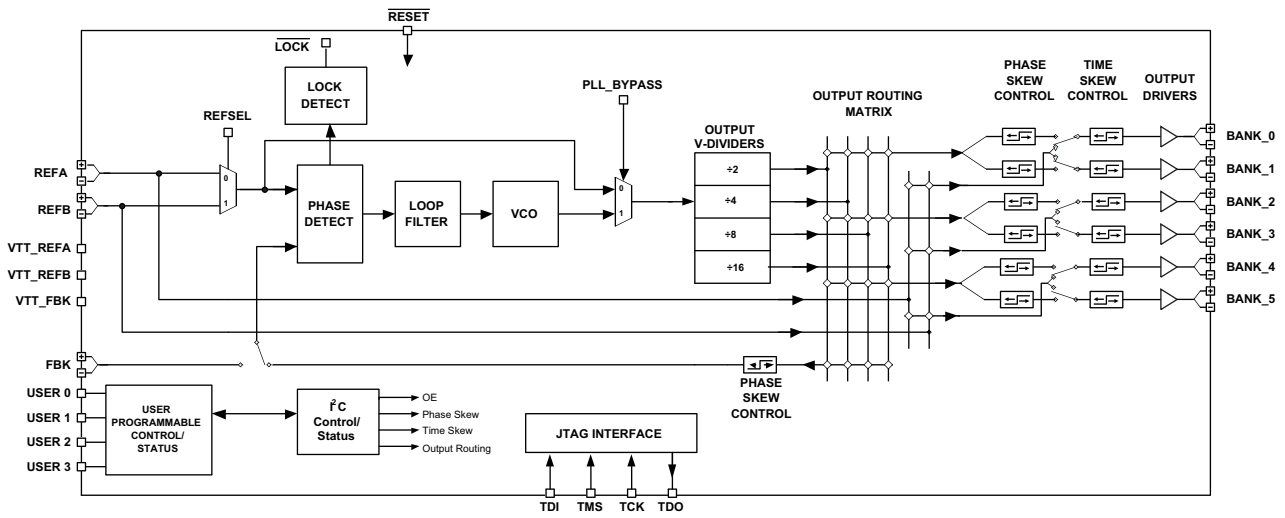 RESET
LOCK
LOCK
DETECT
REFSEL
PLL_BYPASS
OUTPUT ROUTING
MATRIX
PHASE
SKEW
CONTROL
TIME
SKEW
CONTROL
OUTPUT
DRIVERS
OUTPUT
V-DIVIDERS
REFA
+
−
REFB
+
−
VTT_REFA
VTT_REFB
VTT_FBK
0
1
PHASE
DETECT
LOOP
FILTER
VCO
0
1
÷2
÷4
÷8
÷16
+
−
BANK_0
+
−
BANK_1
+
−
BANK_2
+
−
BANK_3
+
−
BANK_4
+
−
BANK_5
FBK
+
−
PHASE
SKEW
CONTROL
USER 0
USER 1
USER 2
USER 3
USER
PROGRAMMABLE
CONTROL/
STATUS
I²C
Control/
Status
OE
Phase Skew
Time Skew
Output Routing
JTAG INTERFACE
TDI
TMS
TCK
TDO